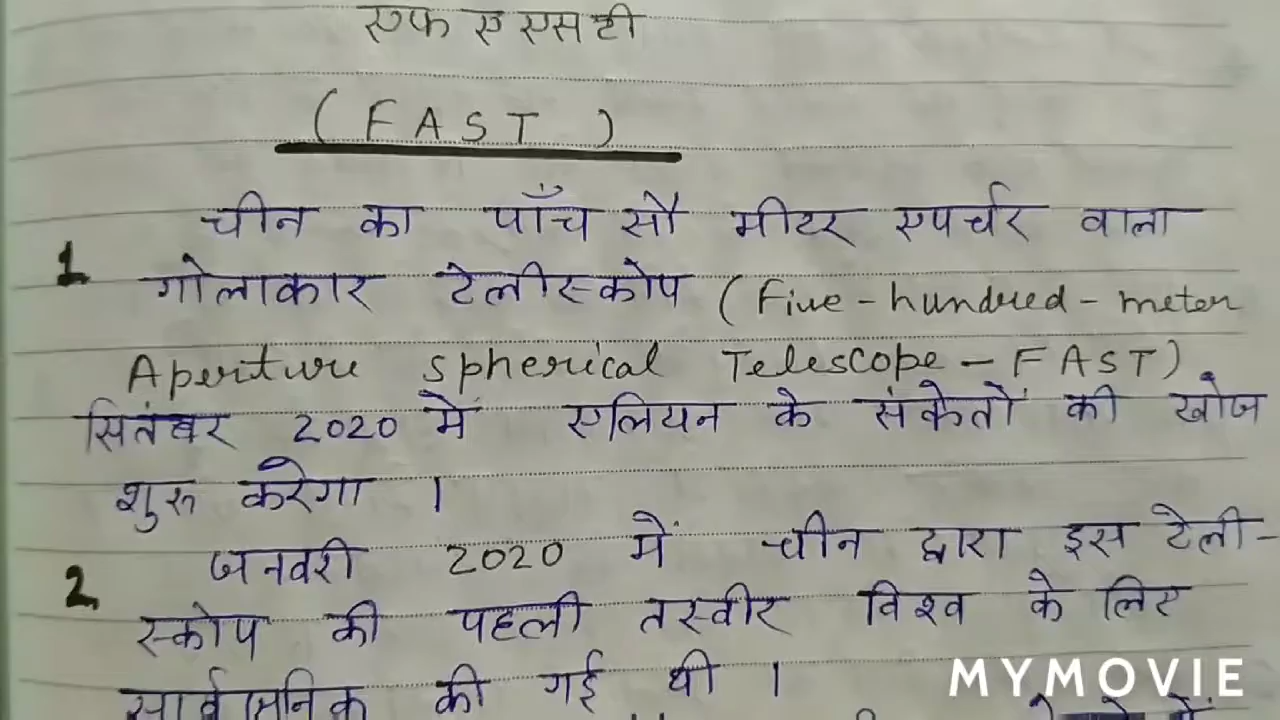 एफ ए एस टी
( FAST )
चीन का पाँच सौ मीटर एपर्चर वाला
1 गोलाकार टेलीस्कोप (Five-hundred-meter
Aperture spherical Telescope - FAST)
सितंबर 2020 में एलियन के संकेतों की खोज
शुरू करेगा ।
जनवरी 2020 में चीन द्वारा इस टेली-
2 स्कोप की पहली तस्वीर विश्व के लिए
सार्वजनिक की गई थी ।
MYMOVIE